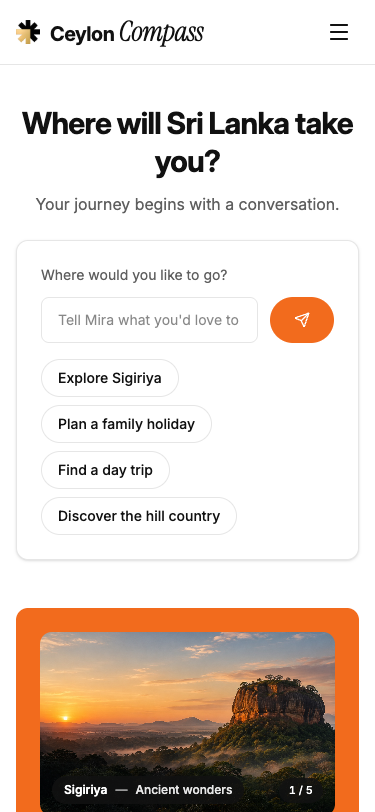 Ceylon Compass
Where will Sri Lanka take
you?
Your journey begins with a conversation.
Where would you like to go?
Tell Mira what you'd love to
Explore Sigiriya
Plan a family holiday
Find a day trip
Discover the hill country
Sigiriya — Ancient wonders
1 / 5